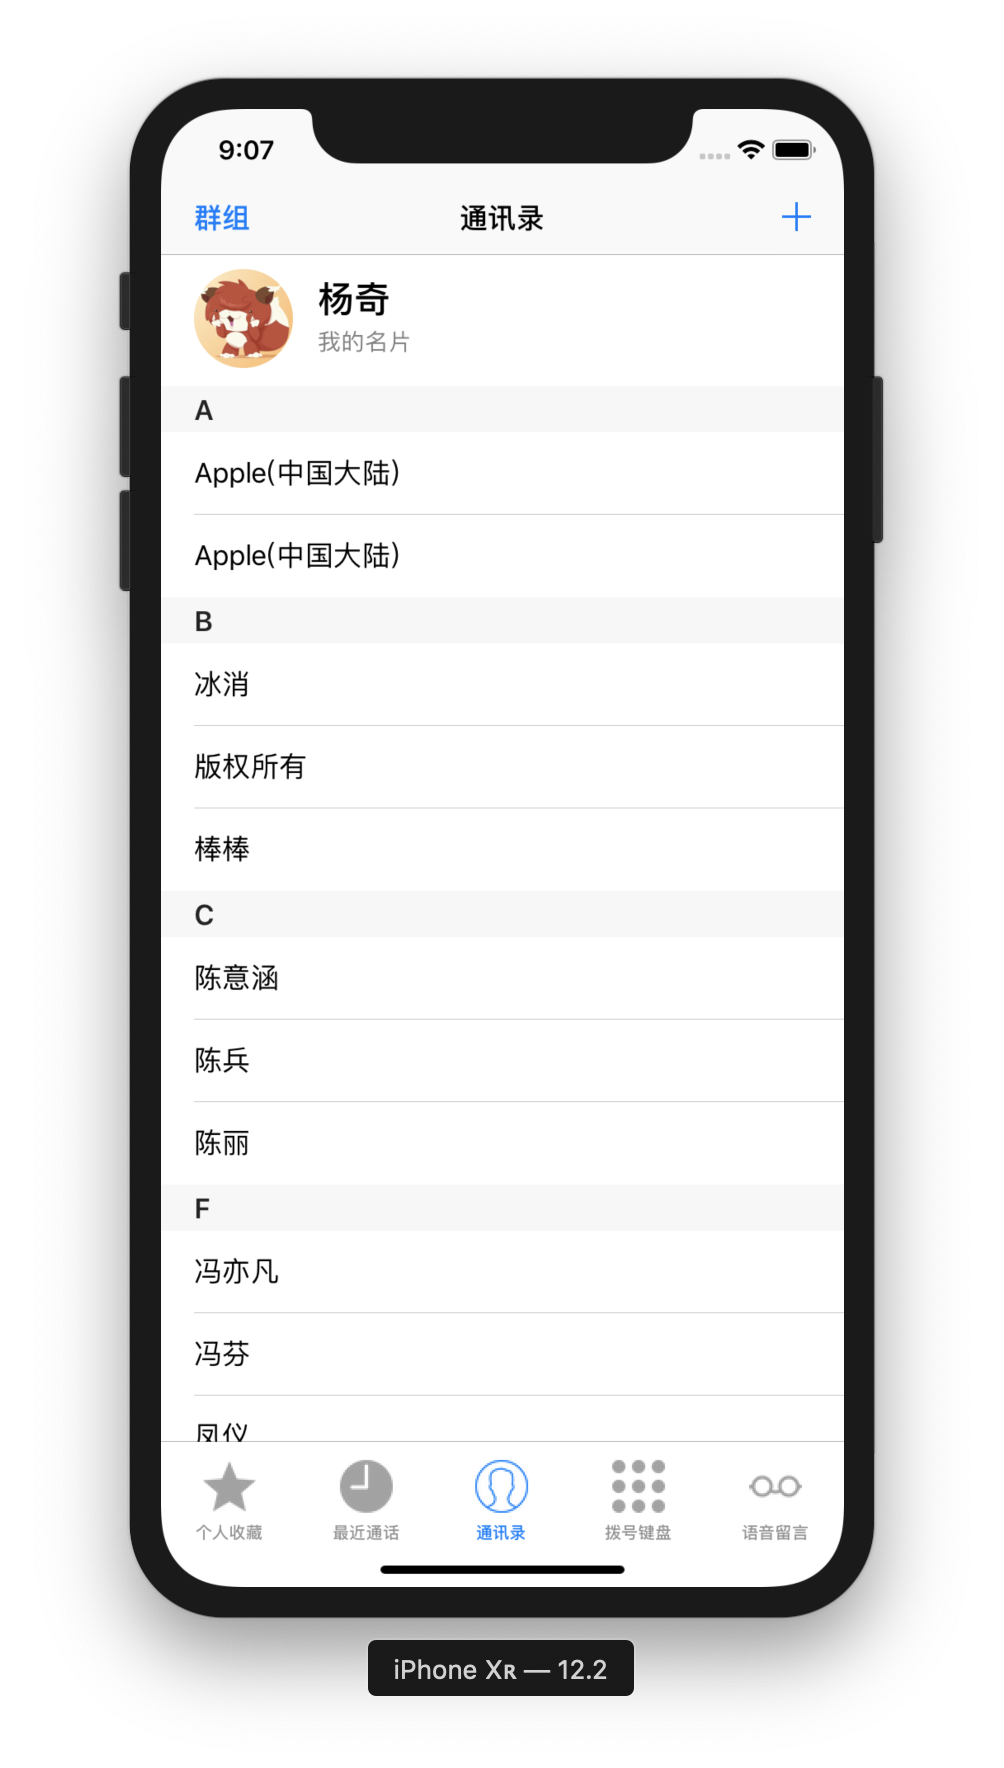 9:07
群组 通讯录
杨奇
我的名片
A
Apple(中国大陆)
Apple(中国大陆)
B
冰消
版权所有
棒棒
C
陈意涵
陈兵
陈丽
F
冯亦凡
冯芬
凤仪
个人收藏 最近通话 通讯录 拨号键盘 语音留言
iPhone Xʀ — 12.2